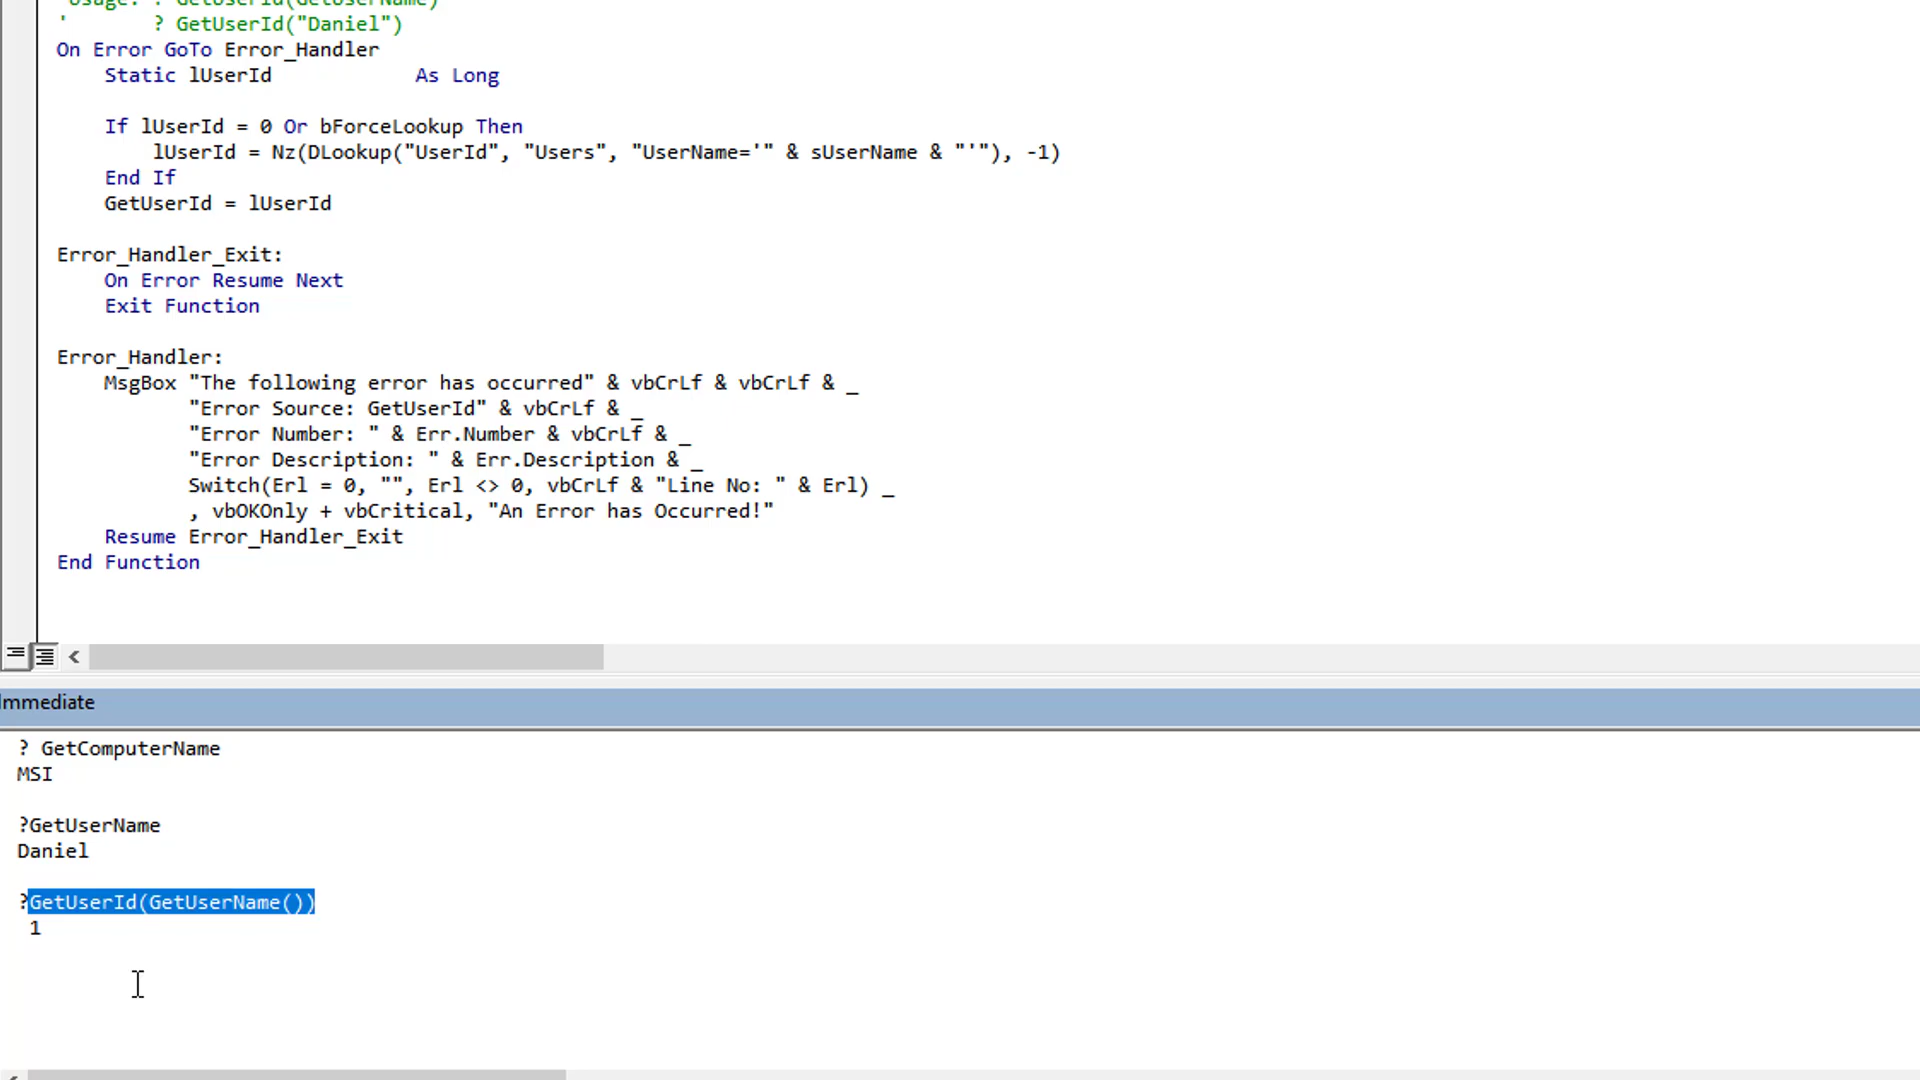 'Usage: ? GetUserId(GetUserName)
'       ? GetUserId("Daniel")
On Error GoTo Error_Handler
    Static lUserId            As Long
    If lUserId = 0 Or bForceLookup Then
        lUserId = Nz(DLookup("UserId", "Users", "UserName='" & sUserName & "'"), -1)
    End If
    GetUserId = lUserId
Error_Handler_Exit:
    On Error Resume Next
    Exit Function
Error_Handler:
    MsgBox "The following error has occurred" & vbCrLf & vbCrLf & _
           "Error Source: GetUserId" & vbCrLf & _
           "Error Number: " & Err.Number & vbCrLf & _
           "Error Description: " & Err.Description & _
           Switch(Erl = 0, "", Erl <> 0, vbCrLf & "Line No: " & Erl) _
           , vbOKOnly + vbCritical, "An Error has Occurred!"
    Resume Error_Handler_Exit
End Function
Immediate
? GetComputerName
MSI
?GetUserName
Daniel
?GetUserId(GetUserName())
 1